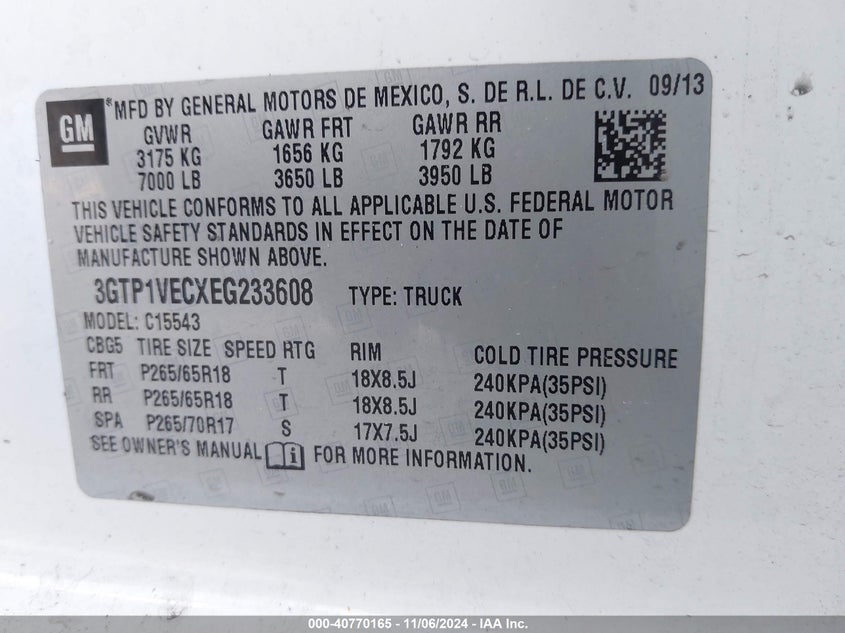 GM
®MFD BY GENERAL MOTORS DE MEXICO, S. DE R.L. DE C.V. 09/13
GVWR GAWR FRT GAWR RR
3175 KG 1656 KG 1792 KG
7000 LB 3650 LB 3950 LB
THIS VEHICLE CONFORMS TO ALL APPLICABLE U.S. FEDERAL MOTOR
VEHICLE SAFETY STANDARDS IN EFFECT ON THE DATE OF
MANUFACTURE SHOWN ABOVE.
3GTP1VECXEG233608 TYPE: TRUCK
MODEL: C15543
CBG5 TIRE SIZE SPEED RTG RIM COLD TIRE PRESSURE
FRT P265/65R18 T 18X8.5J 240KPA(35PSI)
RR P265/65R18 T 18X8.5J 240KPA(35PSI)
SPA P265/70R17 S 17X7.5J 240KPA(35PSI)
SEE OWNER'S MANUAL i FOR MORE INFORMATION.
000-40770165 - 11/06/2024 - IAA Inc.